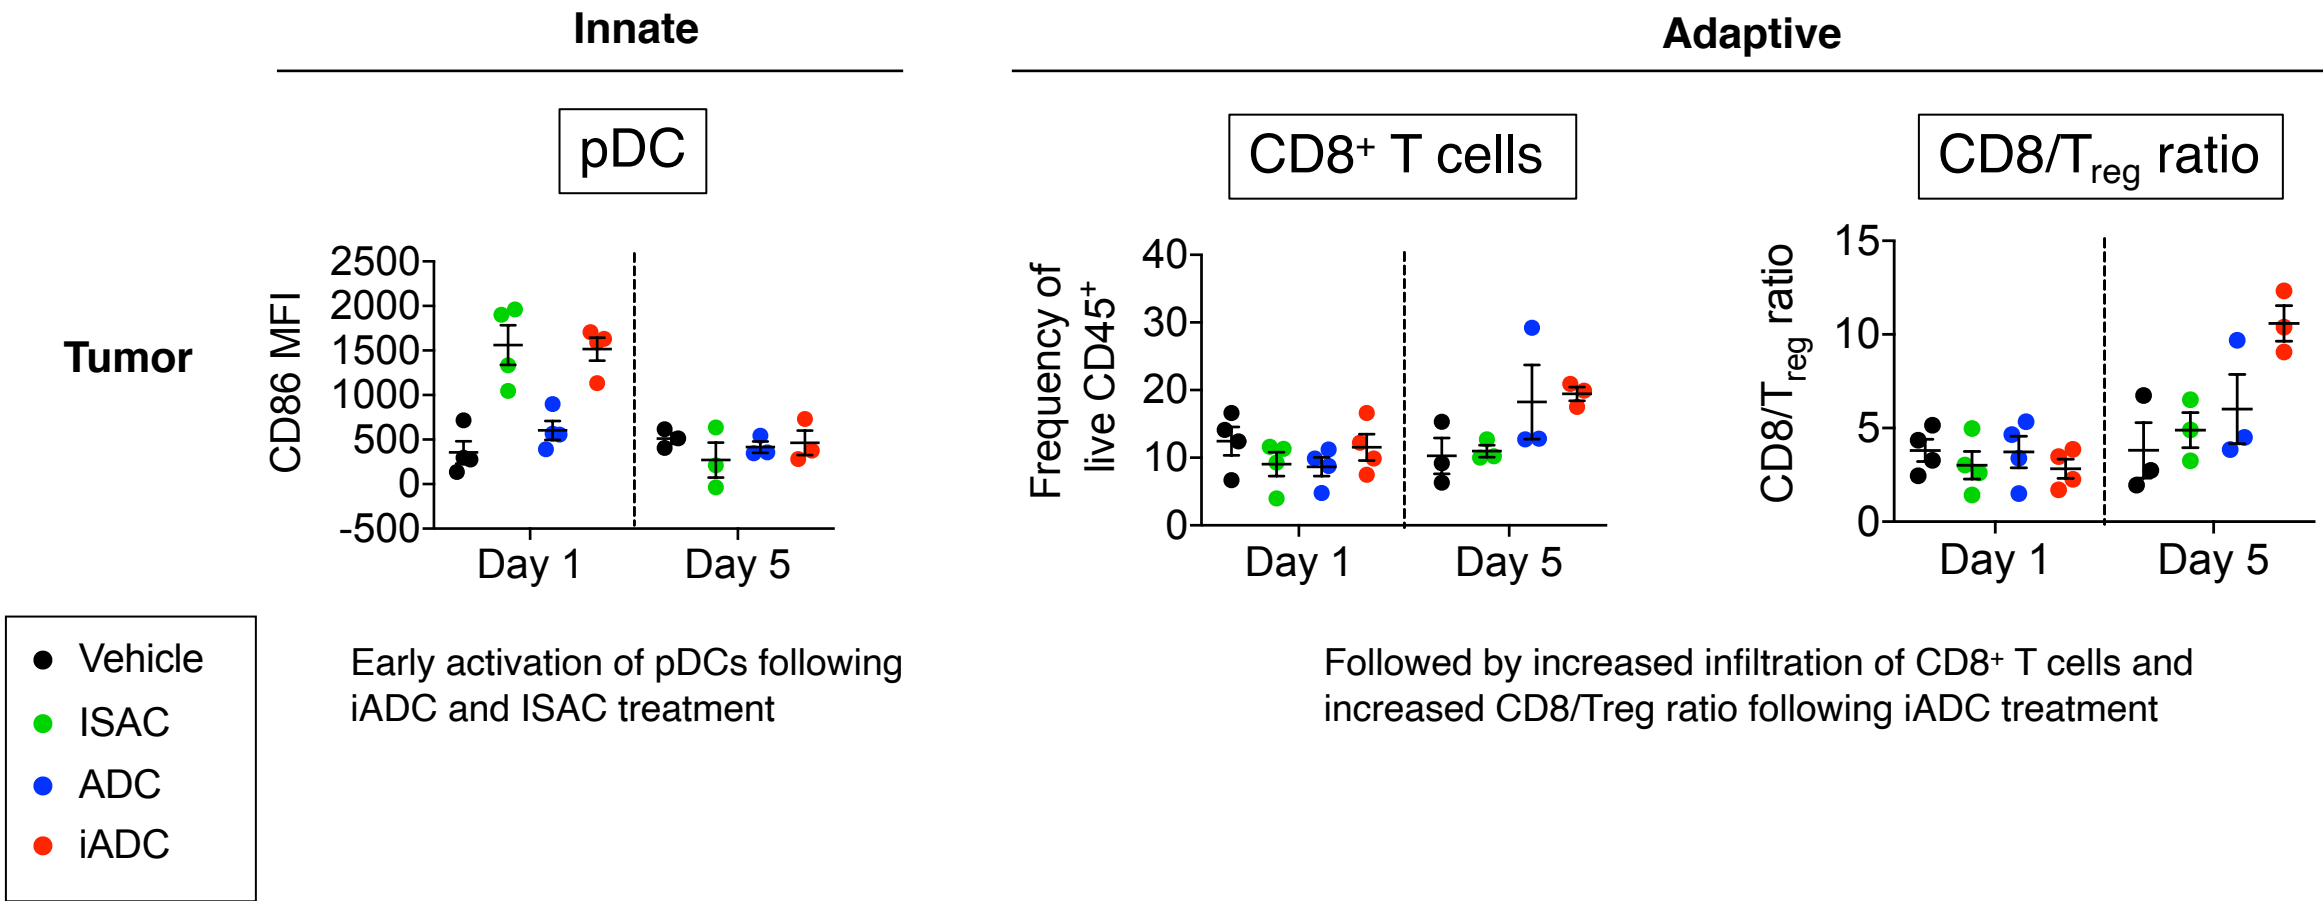 Innate
Adaptive
pDC
CD8+ T cells
CD8/Treg ratio
Tumor
CD86 MFI
2500
2000
1500
1000
500
0
-500
Day 1
Day 5
Frequency of
live CD45+
40
30
20
10
0
Day 1
Day 5
CD8/Treg ratio
15
10
5
0
Day 1
Day 5
Vehicle
ISAC
ADC
iADC
Early activation of pDCs following
iADC and ISAC treatment
Followed by increased infiltration of CD8+ T cells and
increased CD8/Treg ratio following iADC treatment